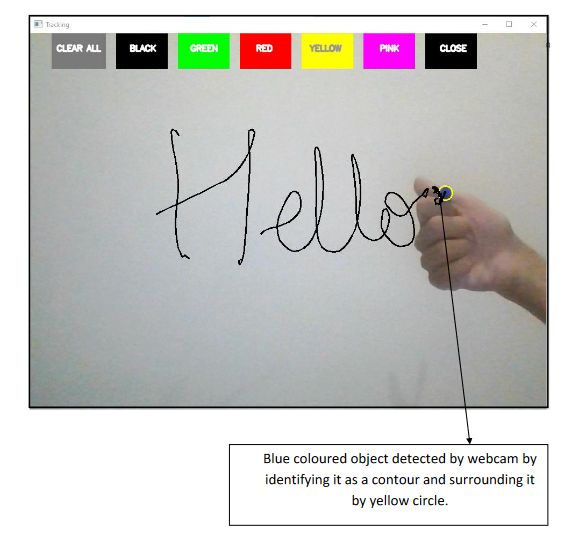 Tracking
CLEAR ALL BLACK GREEN RED YELLOW PINK CLOSE
Hello
Blue coloured object detected by webcam by
identifying it as a contour and surrounding it
by yellow circle.